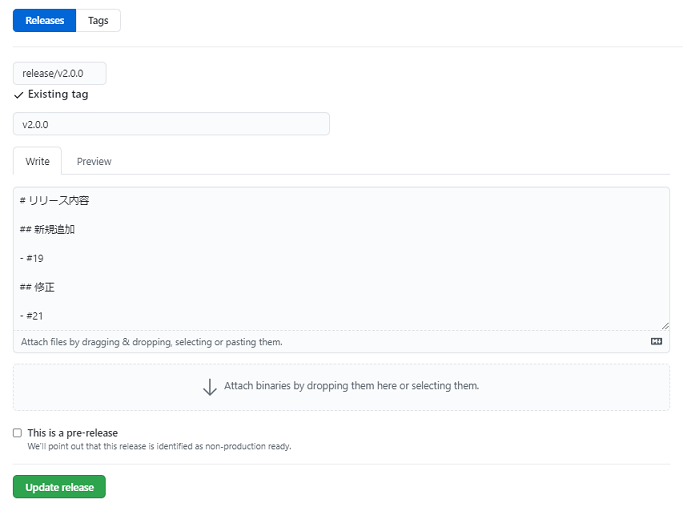 Releases Tags
release/v2.0.0
Existing tag
v2.0.0
Write Preview
# リリース内容
## 新規追加
- #19
## 修正
- #21
Attach files by dragging & dropping, selecting or pasting them.
Attach binaries by dropping them here or selecting them.
This is a pre-release
We'll point out that this release is identified as non-production ready.
Update release